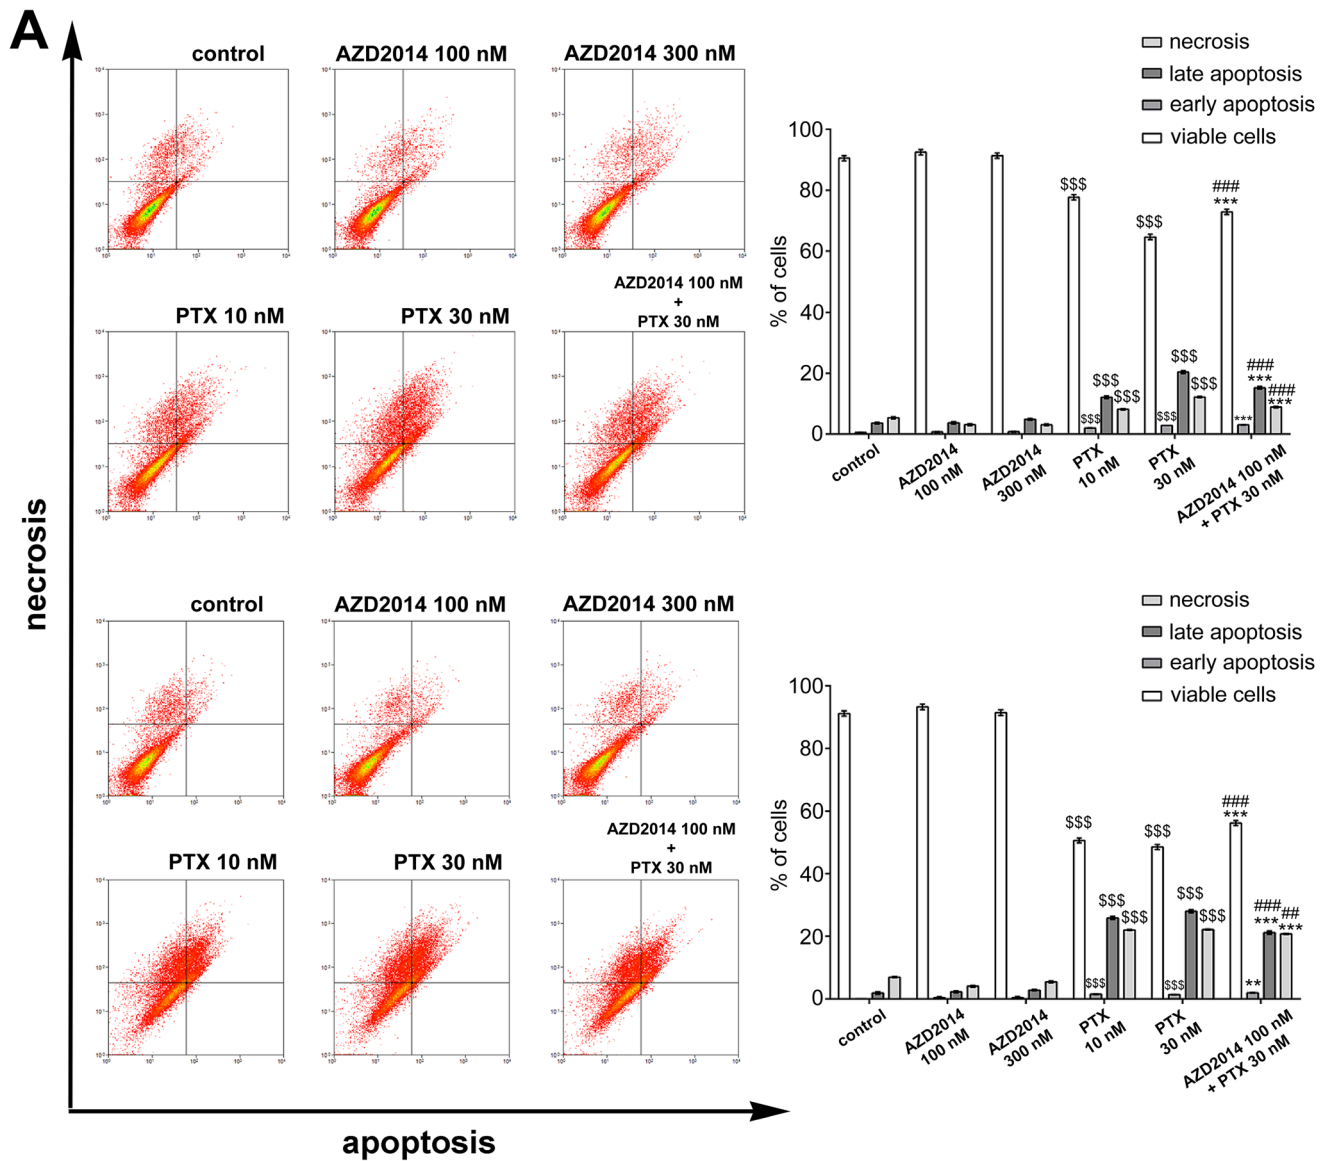 A
control
AZD2014 100 nM
AZD2014 300 nM
PTX 10 nM
PTX 30 nM
AZD2014 100 nM
+
PTX 30 nM
necrosis
late apoptosis
early apoptosis
viable cells
100
80
60
40
20
0
% of cells
$$$
$$$
###
***
$$$
$$$
$$$
$$$
$$$
$$$
***
###
***
###
***
control
AZD2014
100 nM
AZD2014
300 nM
PTX
10 nM
PTX
30 nM
AZD2014 100 nM
+ PTX 30 nM
control
AZD2014 100 nM
AZD2014 300 nM
PTX 10 nM
PTX 30 nM
AZD2014 100 nM
+
PTX 30 nM
necrosis
late apoptosis
early apoptosis
viable cells
100
80
60
40
20
0
% of cells
$$$
$$$
###
***
$$$
$$$
$$$
$$$
$$$
$$$
**
###
***
##
***
control
AZD2014
100 nM
AZD2014
300 nM
PTX
10 nM
PTX
30 nM
AZD2014 100 nM
+ PTX 30 nM
necrosis
apoptosis